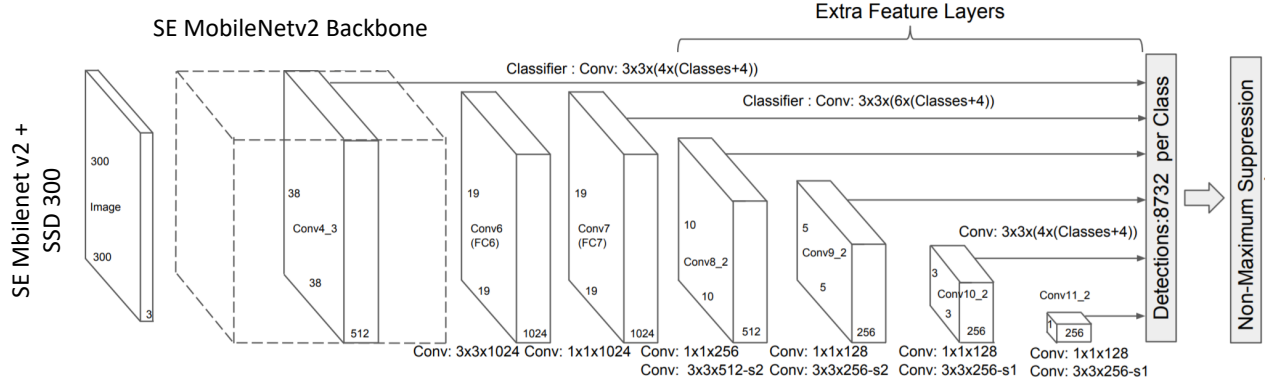 SE MobileNetv2 Backbone
Extra Feature Layers
SE Mbilenet v2 +
SSD 300
300
Image
300
3
38
Conv4_3
38
512
19
Conv6
(FC6)
19
1024
19
Conv7
(FC7)
19
1024
10
Conv8_2
10
512
5
Conv9_2
5
256
3
Conv10_2
3
256
Conv11_2
1
256
Classifier : Conv: 3x3x(4x(Classes+4))
Classifier : Conv: 3x3x(6x(Classes+4))
Conv: 3x3x(4x(Classes+4))
Conv: 3x3x1024
Conv: 1x1x1024
Conv: 1x1x256
Conv: 3x3x512-s2
Conv: 1x1x128
Conv: 3x3x256-s2
Conv: 1x1x128
Conv: 3x3x256-s1
Conv: 1x1x128
Conv: 3x3x256-s1
Detections:8732 per Class
Non-Maximum Suppression